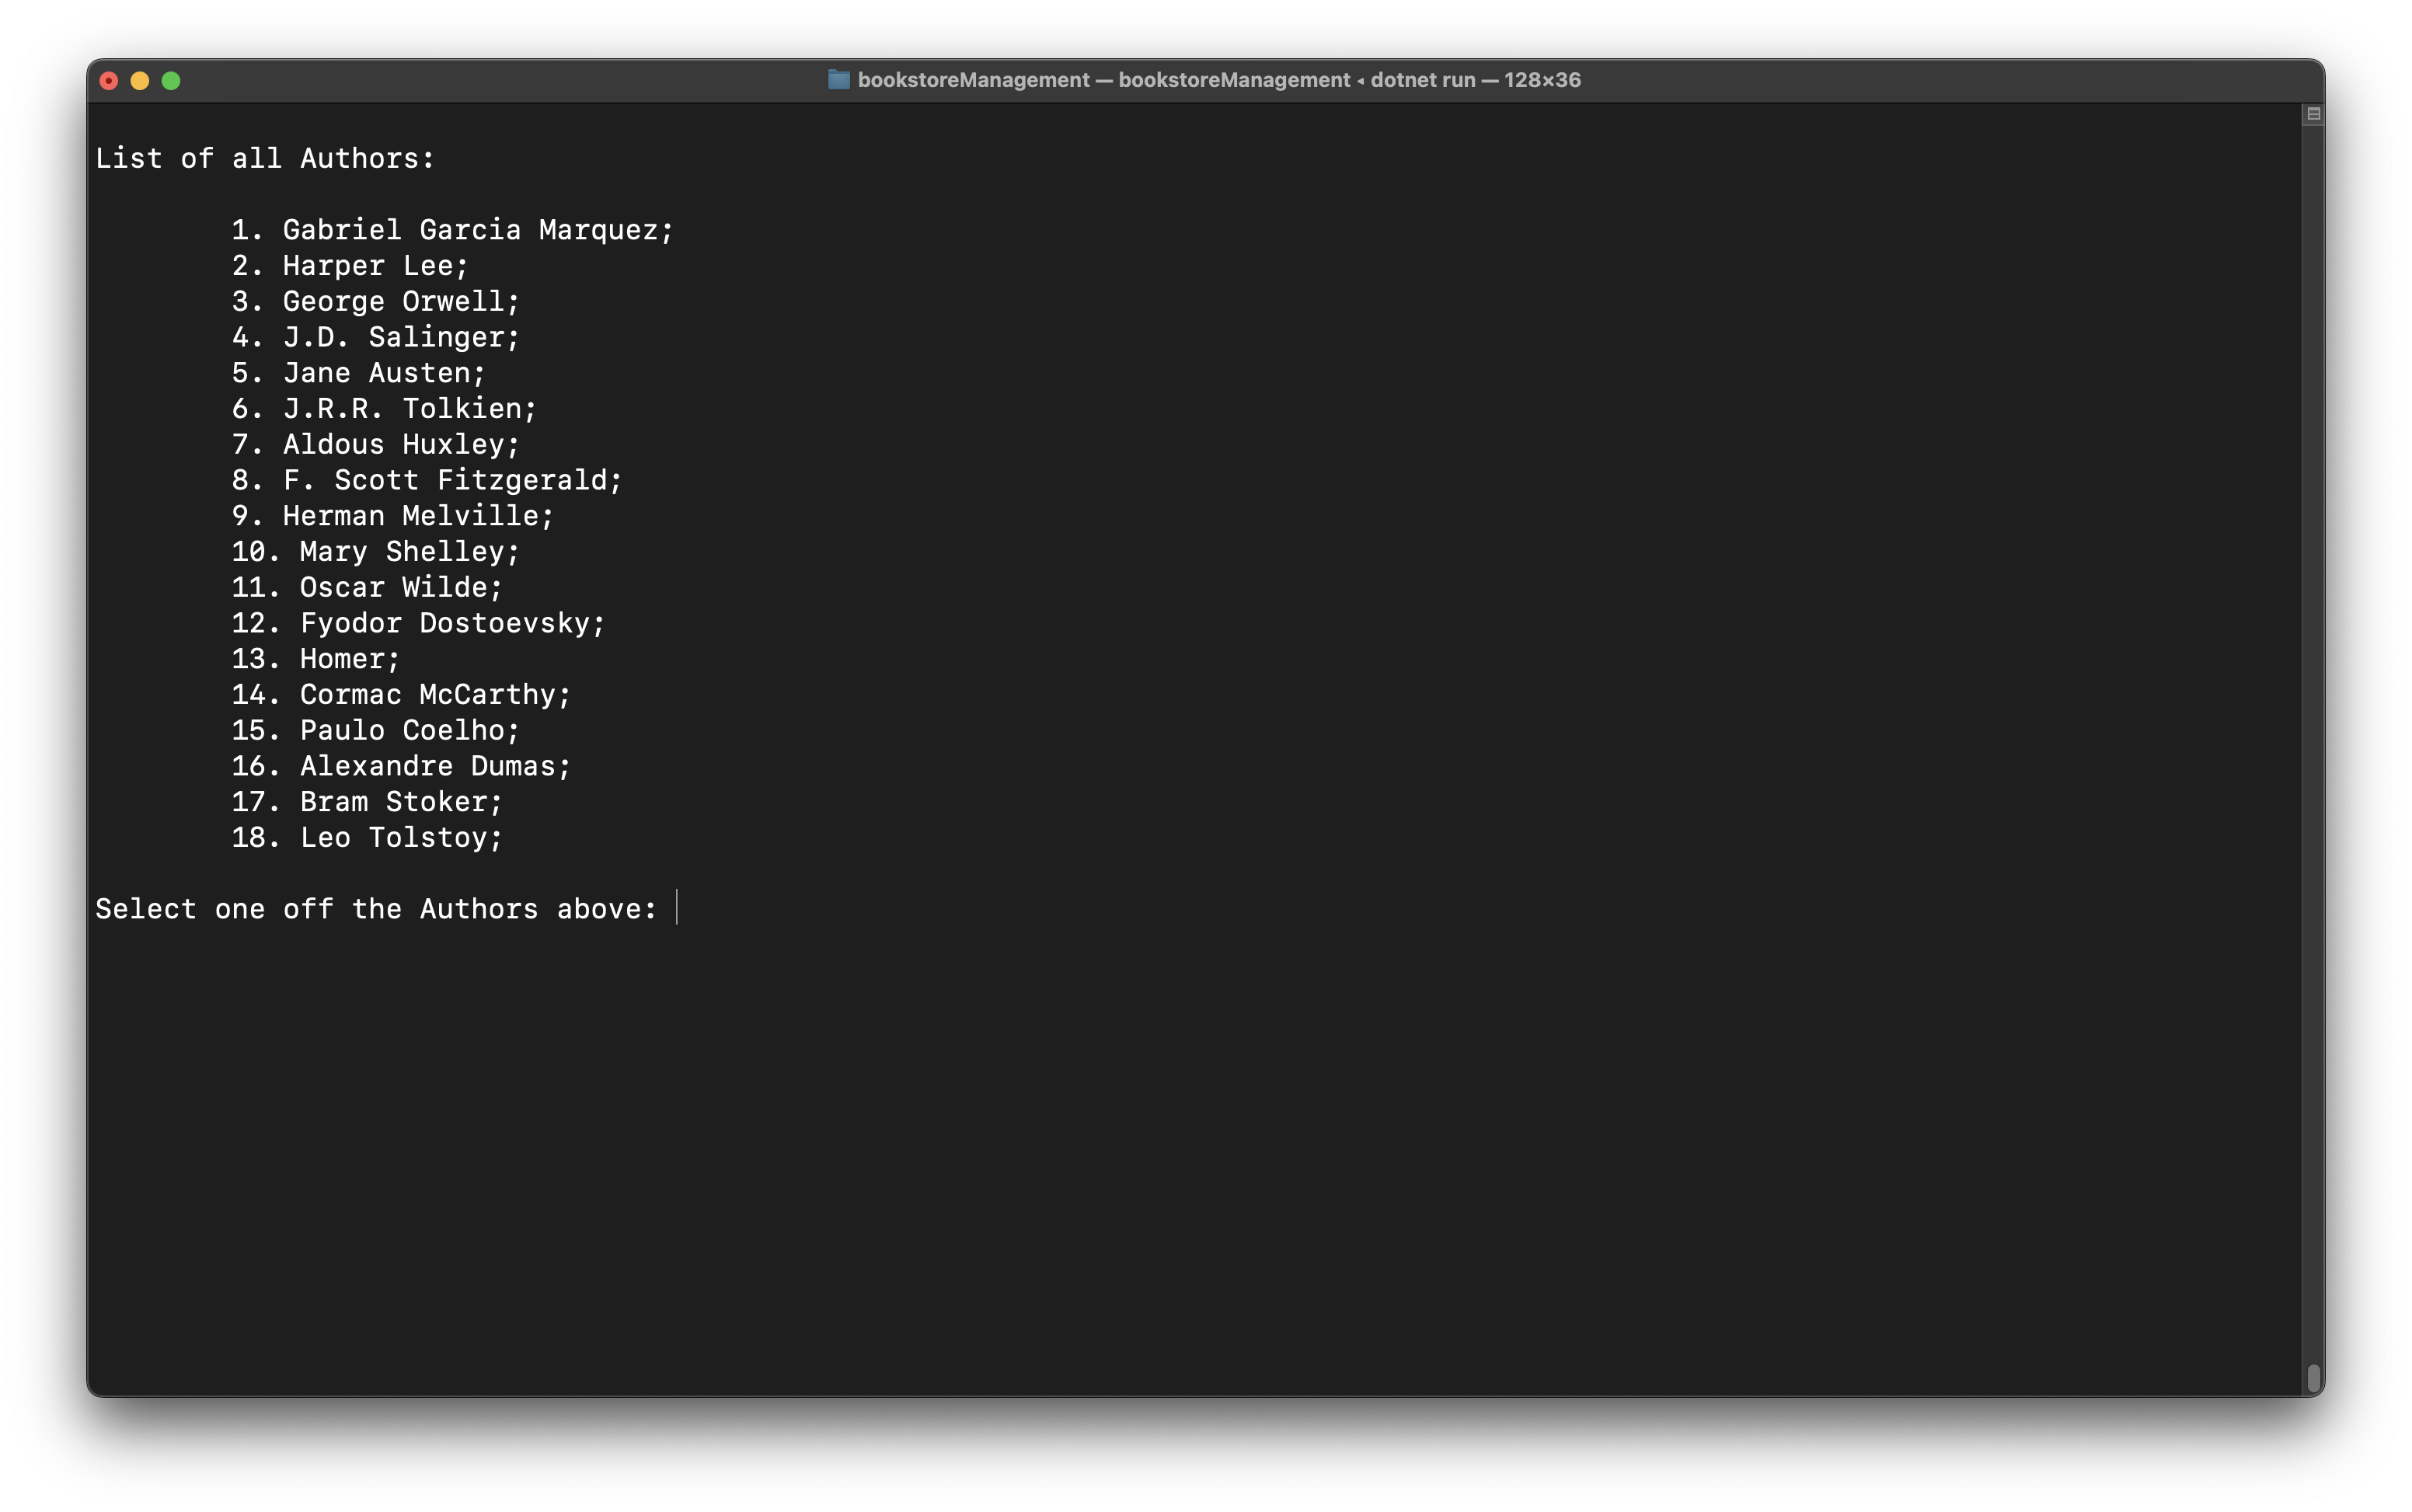 bookstoreManagement — bookstoreManagement ◂ dotnet run — 128×36
List of all Authors:
1. Gabriel Garcia Marquez;
2. Harper Lee;
3. George Orwell;
4. J.D. Salinger;
5. Jane Austen;
6. J.R.R. Tolkien;
7. Aldous Huxley;
8. F. Scott Fitzgerald;
9. Herman Melville;
10. Mary Shelley;
11. Oscar Wilde;
12. Fyodor Dostoevsky;
13. Homer;
14. Cormac McCarthy;
15. Paulo Coelho;
16. Alexandre Dumas;
17. Bram Stoker;
18. Leo Tolstoy;
Select one off the Authors above: